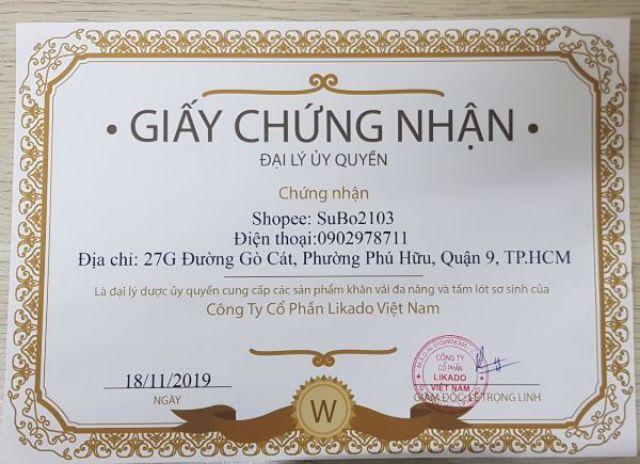 • GIẤY CHỨNG NHẬN •
ĐẠI LÝ ỦY QUYỀN
Chứng nhận
Shopee: SuBo2103
Điện thoại:0902978711
Địa chỉ: 27G Đường Gò Cát, Phường Phú Hữu, Quận 9, TP.HCM
Là đại lý được ủy quyền cung cấp các sản phẩm khăn vải đa năng và tấm lót sơ sinh của
Công Ty Cổ Phần Likado Việt Nam
CÔNG TY
CỔ PHẦN
LIKADO
VIỆT NAM
18/11/2019
NGÀY
W
GIÁM ĐỐC: LÊ TRỌNG LINH